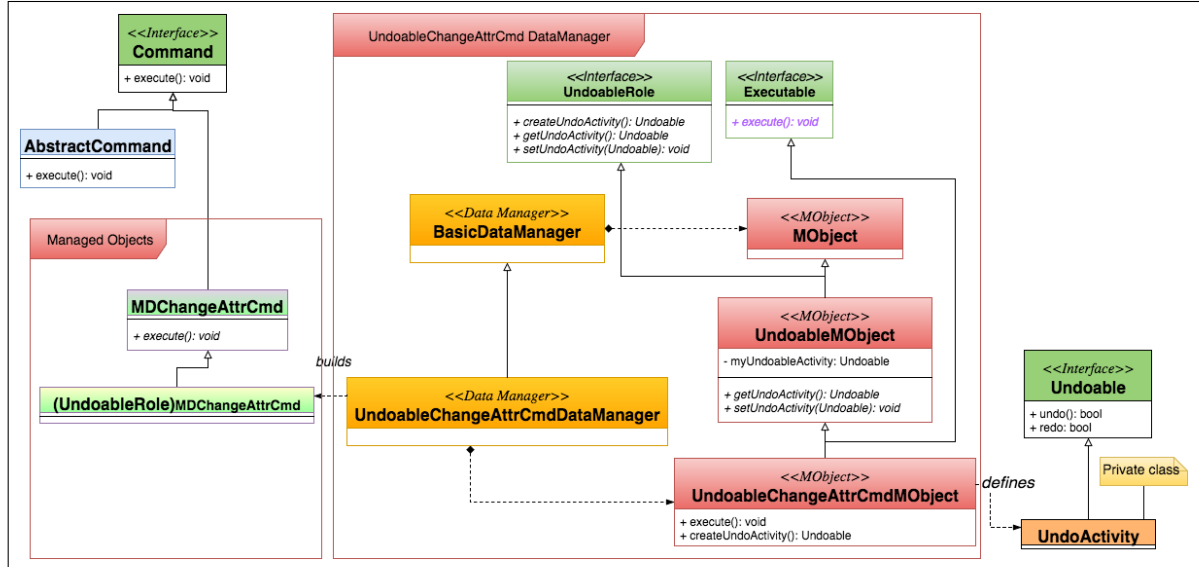 <<Interface>>
Command
+ execute(): void
AbstractCommand
+ execute(): void
Managed Objects
MDChangeAttrCmd
+ execute(): void
(UndoableRole)MDChangeAttrCmd
builds
UndoableChangeAttrCmd DataManager
<<Interface>>
UndoableRole
+ createUndoActivity(): Undoable
+ getUndoActivity(): Undoable
+ setUndoActivity(Undoable): void
<<Interface>>
Executable
+ execute(): void
<<Data Manager>>
BasicDataManager
<<MObject>>
MObject
<<MObject>>
UndoableMObject
- myUndoableActivity: Undoable
+ getUndoActivity(): Undoable
+ setUndoActivity(Undoable): void
<<Data Manager>>
UndoableChangeAttrCmdDataManager
<<MObject>>
UndoableChangeAttrCmdMObject
+ execute(): void
+ createUndoActivity(): Undoable
defines
<<Interface>>
Undoable
+ undo(): bool
+ redo: bool
Private class
UndoActivity